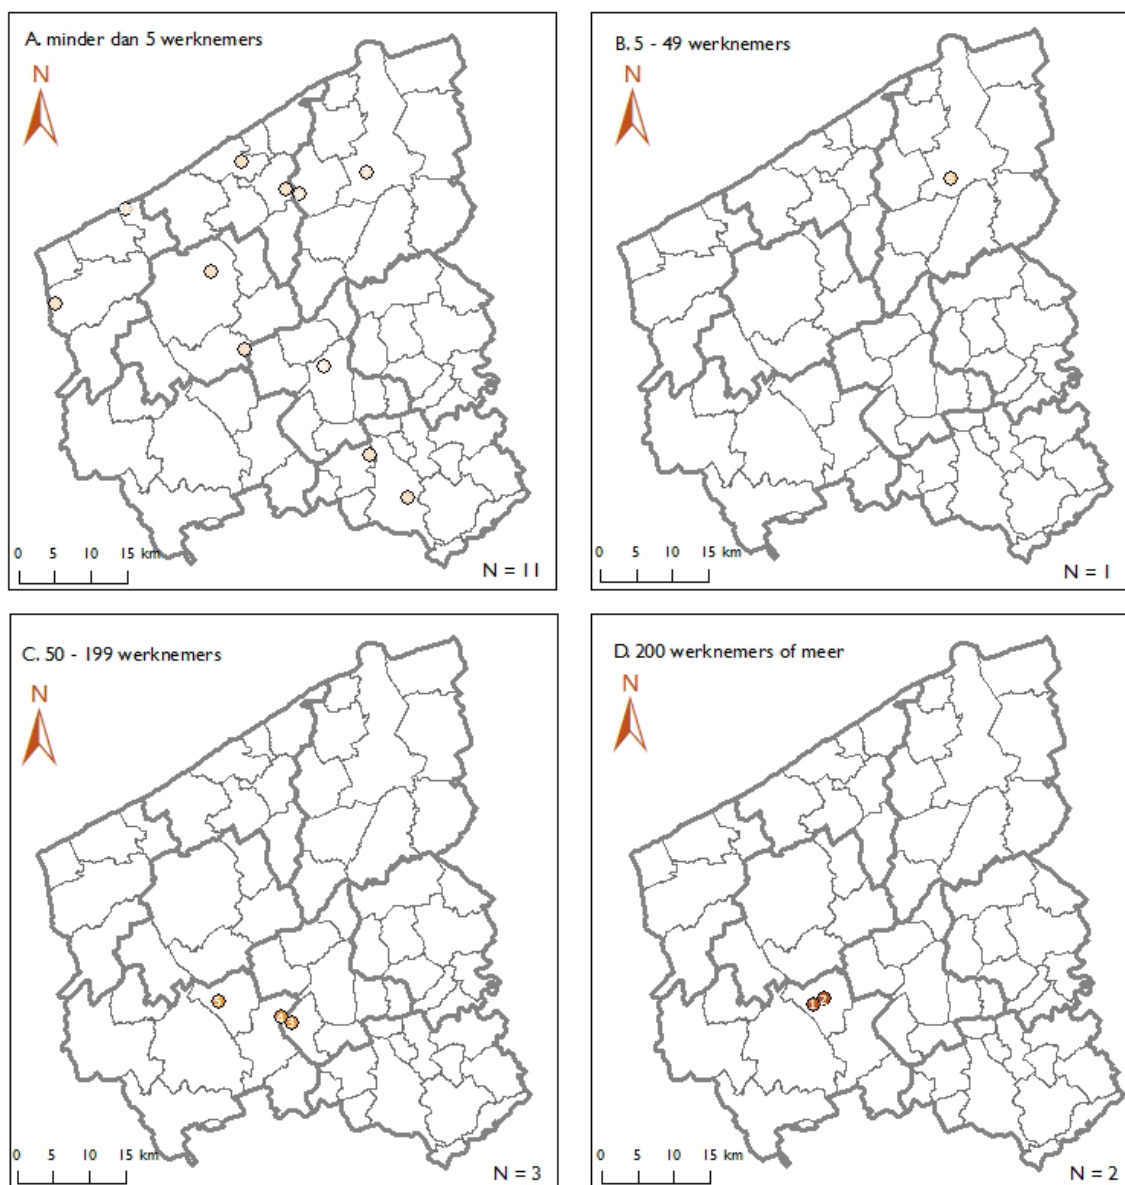 A. minder dan 5 werknemers
N
0 5 10 15 km
N = 11
B. 5 - 49 werknemers
N
0 5 10 15 km
N = 1
C. 50 - 199 werknemers
N
0 5 10 15 km
N = 3
D. 200 werknemers of meer
N
1 2
0 5 10 15 km
N = 2